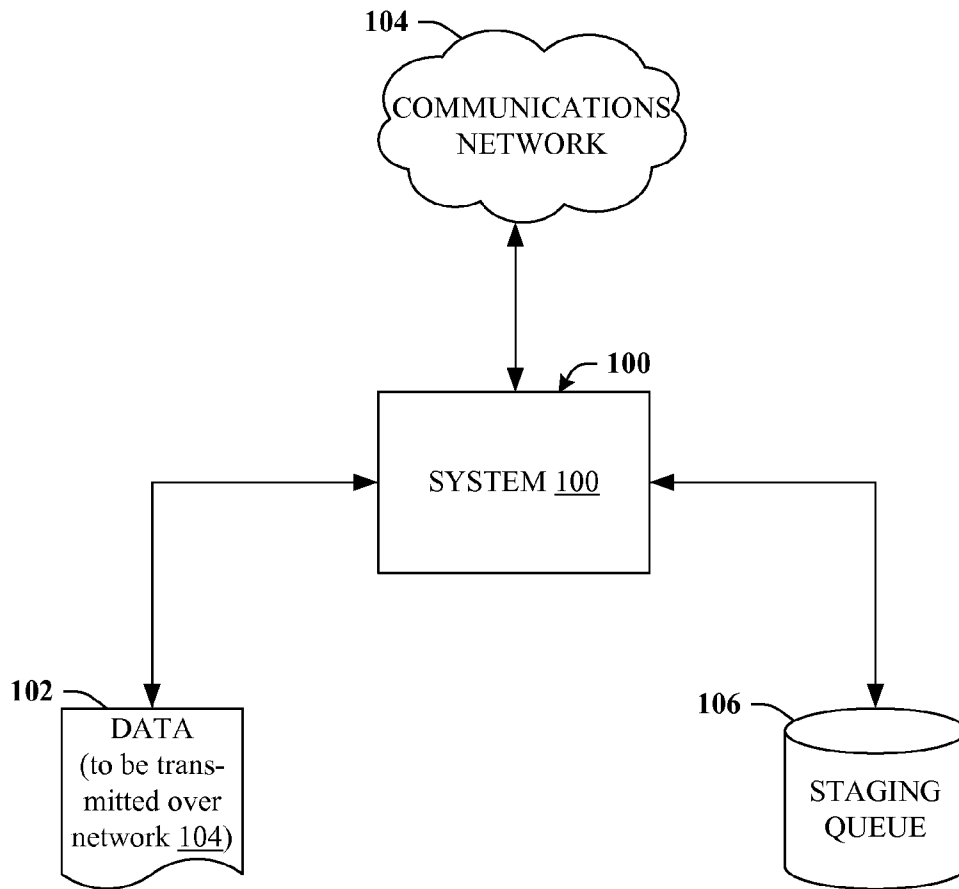 104
COMMUNICATIONS
NETWORK
100
SYSTEM 100
102
DATA
(to be trans-
mitted over
network 104)
106
STAGING
QUEUE